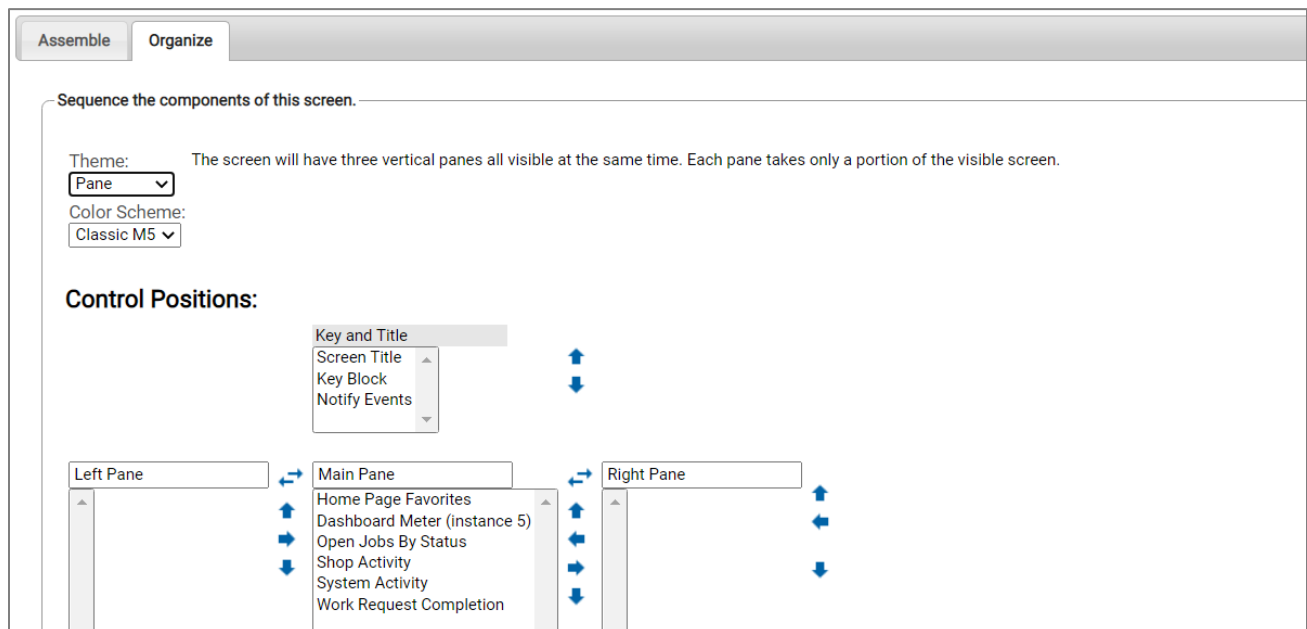 Assemble Organize
Sequence the components of this screen.
Theme: The screen will have three vertical panes all visible at the same time. Each pane takes only a portion of the visible screen.
Pane
Color Scheme:
Classic M5
Control Positions:
Key and Title
Screen Title
Key Block
Notify Events
Left Pane Main Pane Right Pane
Home Page Favorites
Dashboard Meter (instance 5)
Open Jobs By Status
Shop Activity
System Activity
Work Request Completion